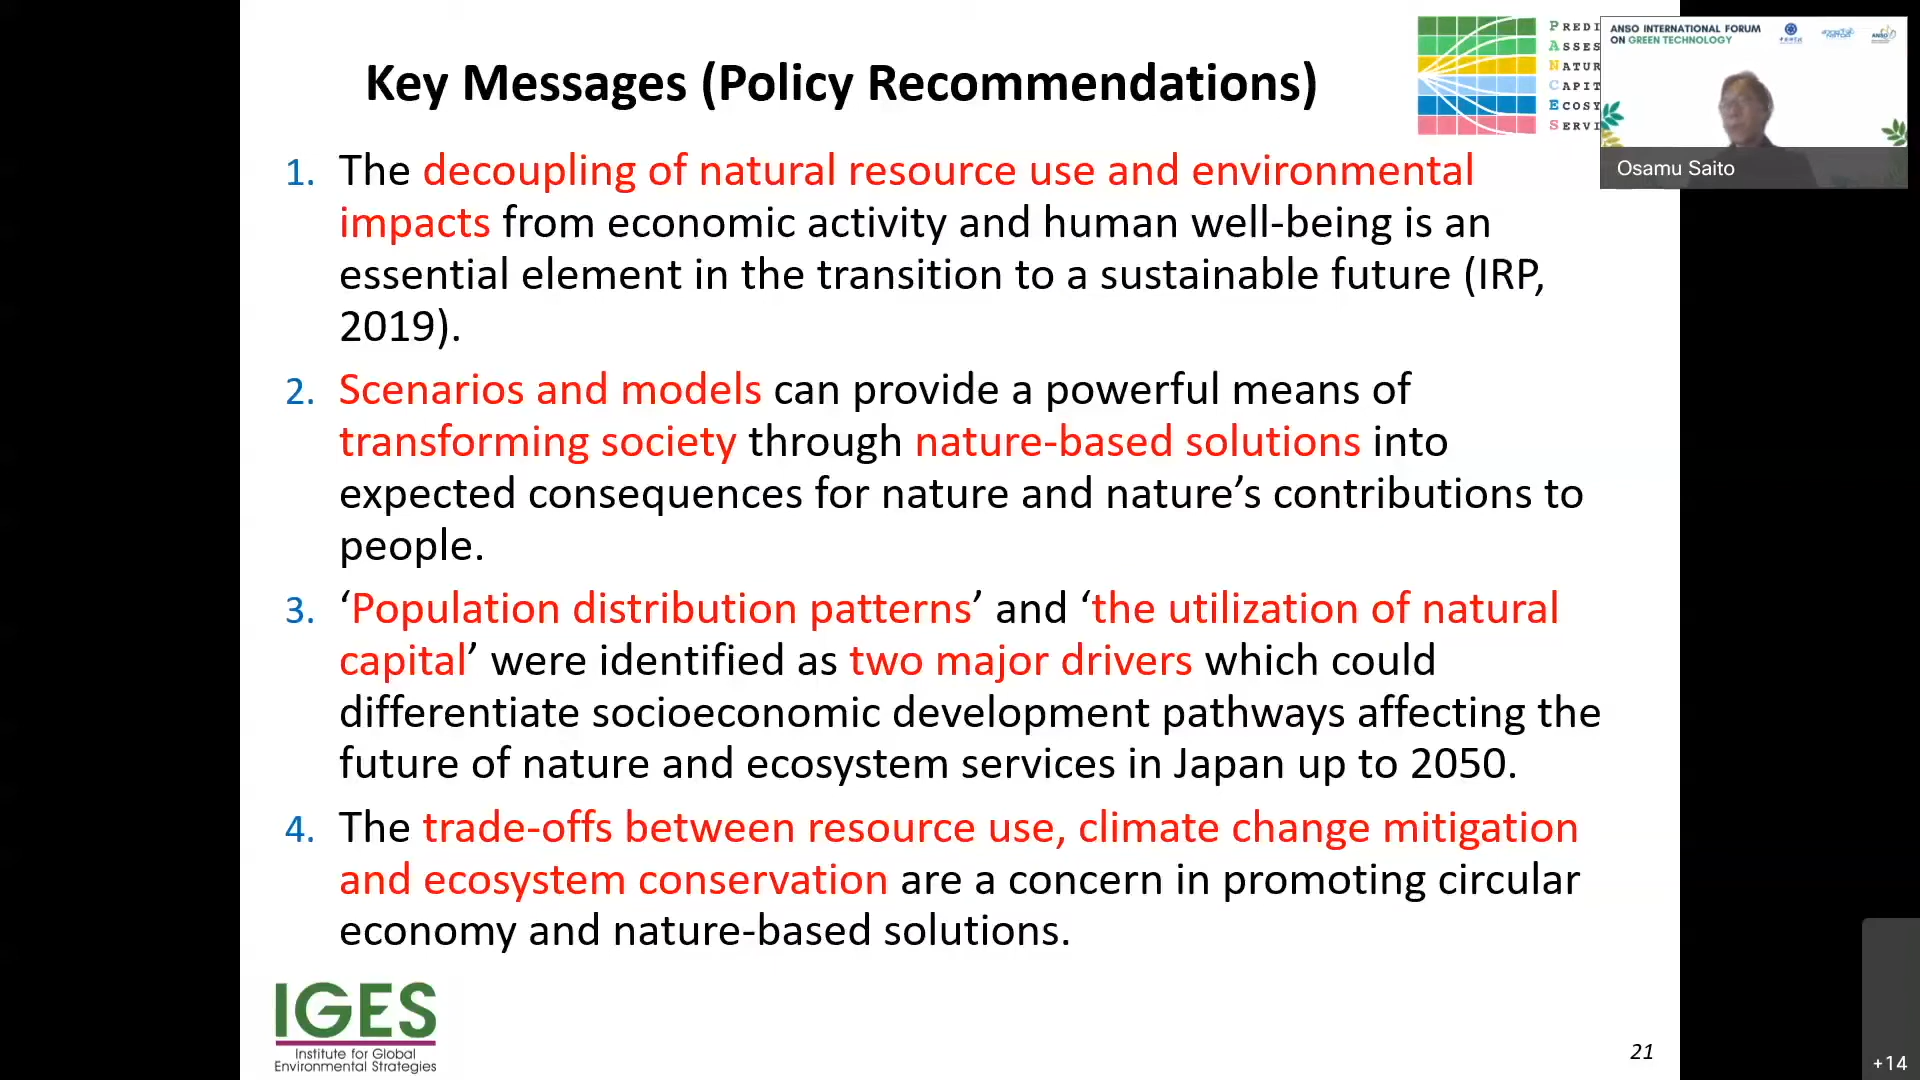 Key Messages (Policy Recommendations)
1. The decoupling of natural resource use and environmental
impacts from economic activity and human well-being is an
essential element in the transition to a sustainable future (IRP,
2019).
2. Scenarios and models can provide a powerful means of
transforming society through nature-based solutions into
expected consequences for nature and nature’s contributions to
people.
3. ‘Population distribution patterns’ and ‘the utilization of natural
capital’ were identified as two major drivers which could
differentiate socioeconomic development pathways affecting the
future of nature and ecosystem services in Japan up to 2050.
4. The trade-offs between resource use, climate change mitigation
and ecosystem conservation are a concern in promoting circular
economy and nature-based solutions.
PREDI
ASSES
NATUR
CAPIT
ECOSY
SERVI
ANSO INTERNATIONAL FORUM
ON GREEN TECHNOLOGY
ANSO
Osamu Saito
IGES
Institute for Global
Environmental Strategies
21
+14